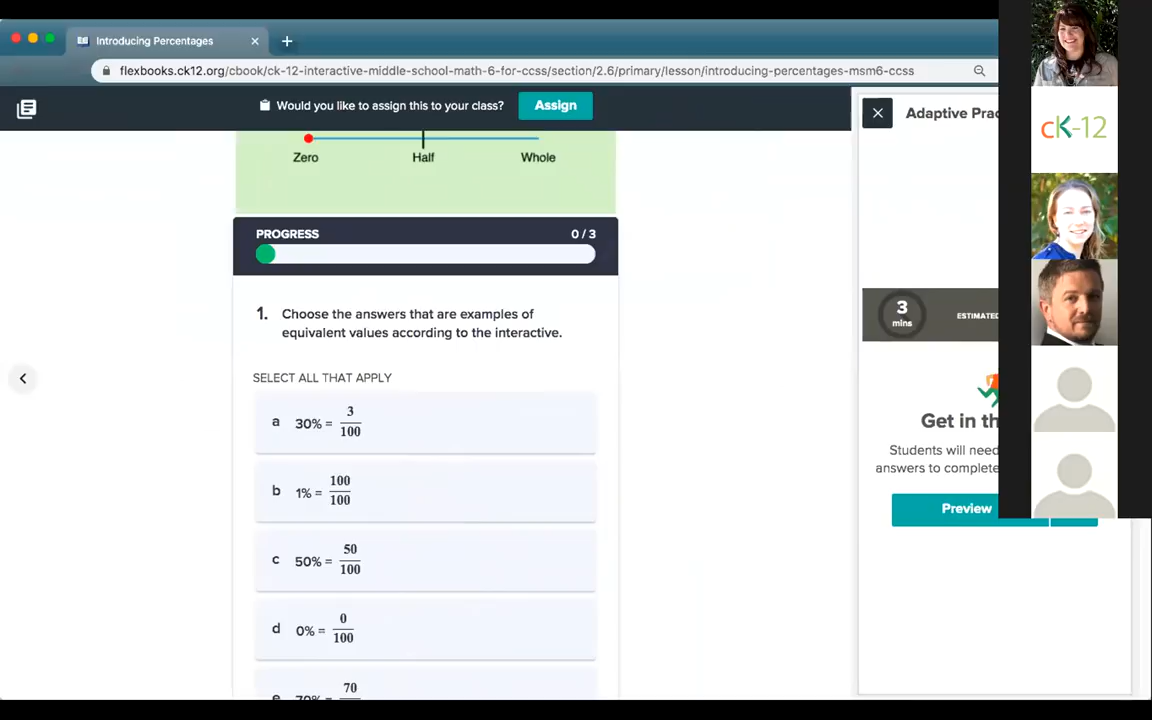 Introducing Percentages
flexbooks.ck12.org/cbook/ck-12-interactive-middle-school-math-6-for-ccss/section/2.6/primary/lesson/introducing-percentages-msm6-ccss
Would you like to assign this to your class? Assign
Zero Half Whole
PROGRESS 0 / 3
1. Choose the answers that are examples of
equivalent values according to the interactive.
SELECT ALL THAT APPLY
a 30% = 3/100
b 1% = 100/100
c 50% = 50/100
d 0% = 0/100
e 70% = 70
Adaptive Prac
3
mins
ESTIMATED
Get in th
Students will need
answers to complete
Preview
cK-12